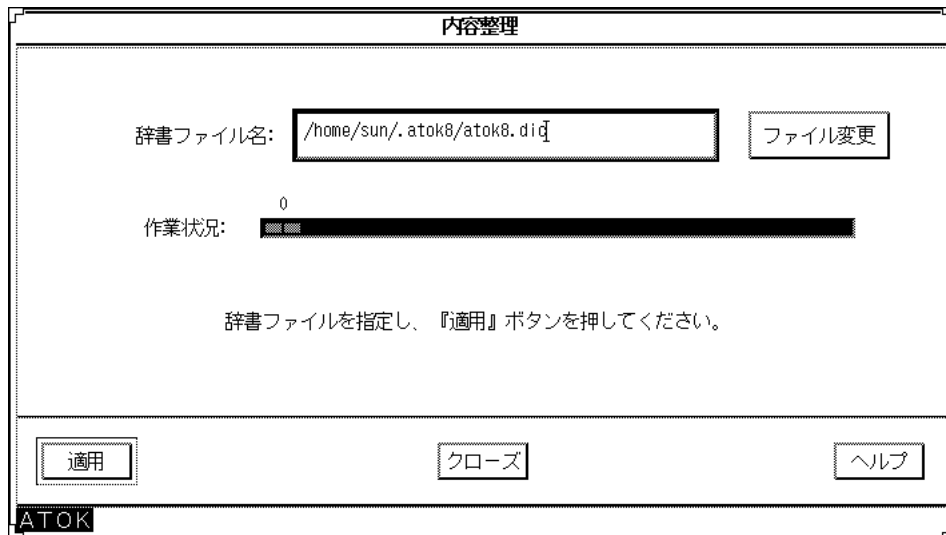 内容整理
辞書ファイル名: /home/sun/.atok8/atok8.dic ファイル変更
0
作業状況:
辞書ファイルを指定し、『適用』ボタンを押してください。
適用 クローズ ヘルプ
ATOK